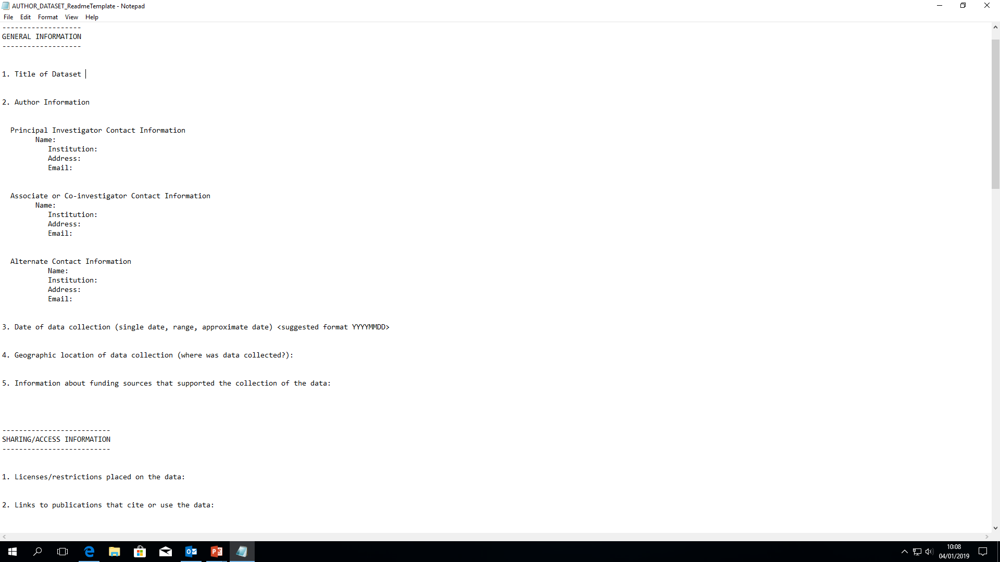 AUTHOR_DATASET_ReadmeTemplate - Notepad
File Edit Format View Help
-------------------
GENERAL INFORMATION
-------------------
1. Title of Dataset
2. Author Information
Principal Investigator Contact Information
Name:
Institution:
Address:
Email:
Associate or Co-investigator Contact Information
Name:
Institution:
Address:
Email:
Alternate Contact Information
Name:
Institution:
Address:
Email:
3. Date of data collection (single date, range, approximate date) <suggested format YYYYMMDD>
4. Geographic location of data collection (where was data collected?):
5. Information about funding sources that supported the collection of the data:
--------------------------
SHARING/ACCESS INFORMATION
--------------------------
1. Licenses/restrictions placed on the data:
2. Links to publications that cite or use the data:
10:08
04/01/2019